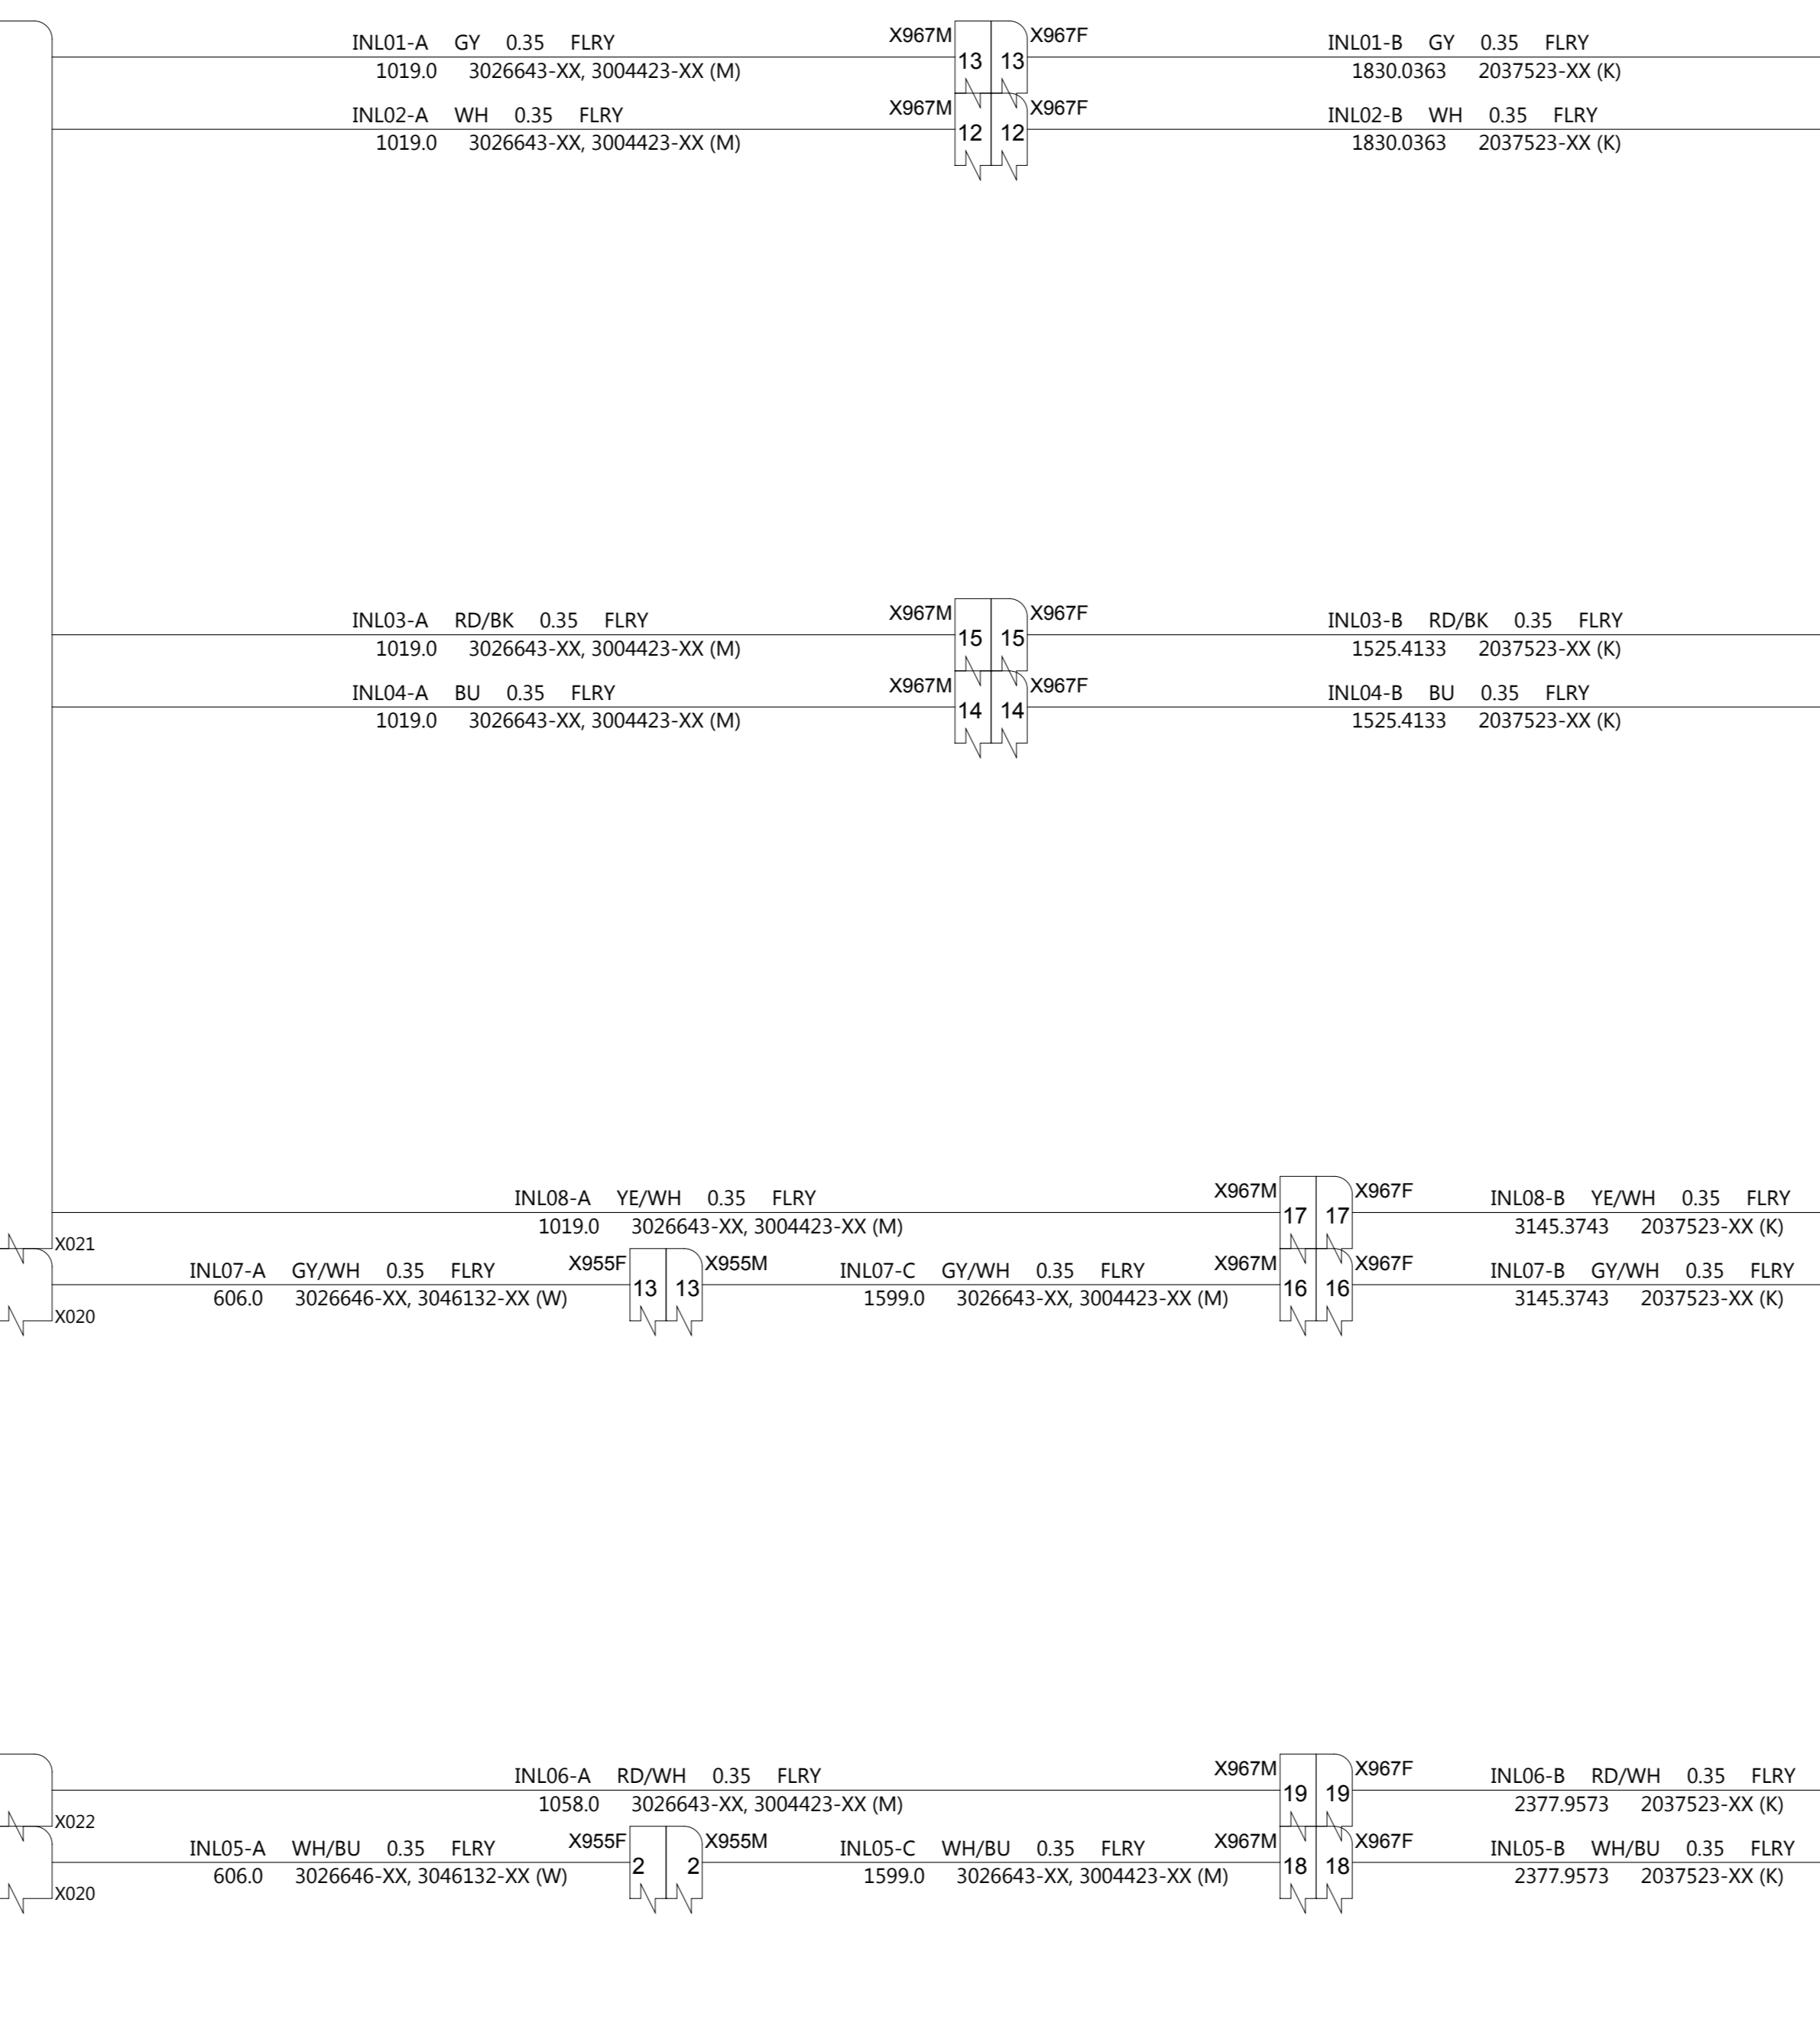 INL01-A GY 0.35 FLRY X967M X967F INL01-B GY 0.35 FLRY
13 13
1019.0 3026643-XX, 3004423-XX (M) 1830.0363 2037523-XX (K)
INL02-A WH 0.35 FLRY X967M X967F INL02-B WH 0.35 FLRY
12 12
1019.0 3026643-XX, 3004423-XX (M) 1830.0363 2037523-XX (K)
INL03-A RD/BK 0.35 FLRY X967M X967F INL03-B RD/BK 0.35 FLRY
15 15
1019.0 3026643-XX, 3004423-XX (M) 1525.4133 2037523-XX (K)
INL04-A BU 0.35 FLRY X967M X967F INL04-B BU 0.35 FLRY
14 14
1019.0 3026643-XX, 3004423-XX (M) 1525.4133 2037523-XX (K)
INL08-A YE/WH 0.35 FLRY X967M X967F INL08-B YE/WH 0.35 FLRY
17 17
1019.0 3026643-XX, 3004423-XX (M) 3145.3743 2037523-XX (K)
X021
INL07-A GY/WH 0.35 FLRY X955F X955M INL07-C GY/WH 0.35 FLRY X967M X967F INL07-B GY/WH 0.35 FLRY
13 13 16 16
606.0 3026646-XX, 3046132-XX (W) 1599.0 3026643-XX, 3004423-XX (M) 3145.3743 2037523-XX (K)
X020
INL06-A RD/WH 0.35 FLRY X967M X967F INL06-B RD/WH 0.35 FLRY
19 19
1058.0 3026643-XX, 3004423-XX (M) 2377.9573 2037523-XX (K)
X022
INL05-A WH/BU 0.35 FLRY X955F X955M INL05-C WH/BU 0.35 FLRY X967M X967F INL05-B WH/BU 0.35 FLRY
2 2 18 18
606.0 3026646-XX, 3046132-XX (W) 1599.0 3026643-XX, 3004423-XX (M) 2377.9573 2037523-XX (K)
X020